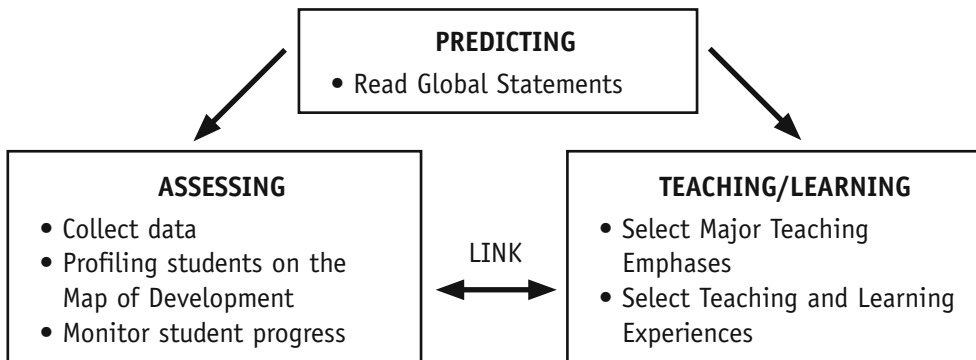 PREDICTING
• Read Global Statements
ASSESSING
• Collect data
• Profiling students on the
Map of Development
• Monitor student progress
LINK
TEACHING/LEARNING
• Select Major Teaching
Emphases
• Select Teaching and Learning
Experiences